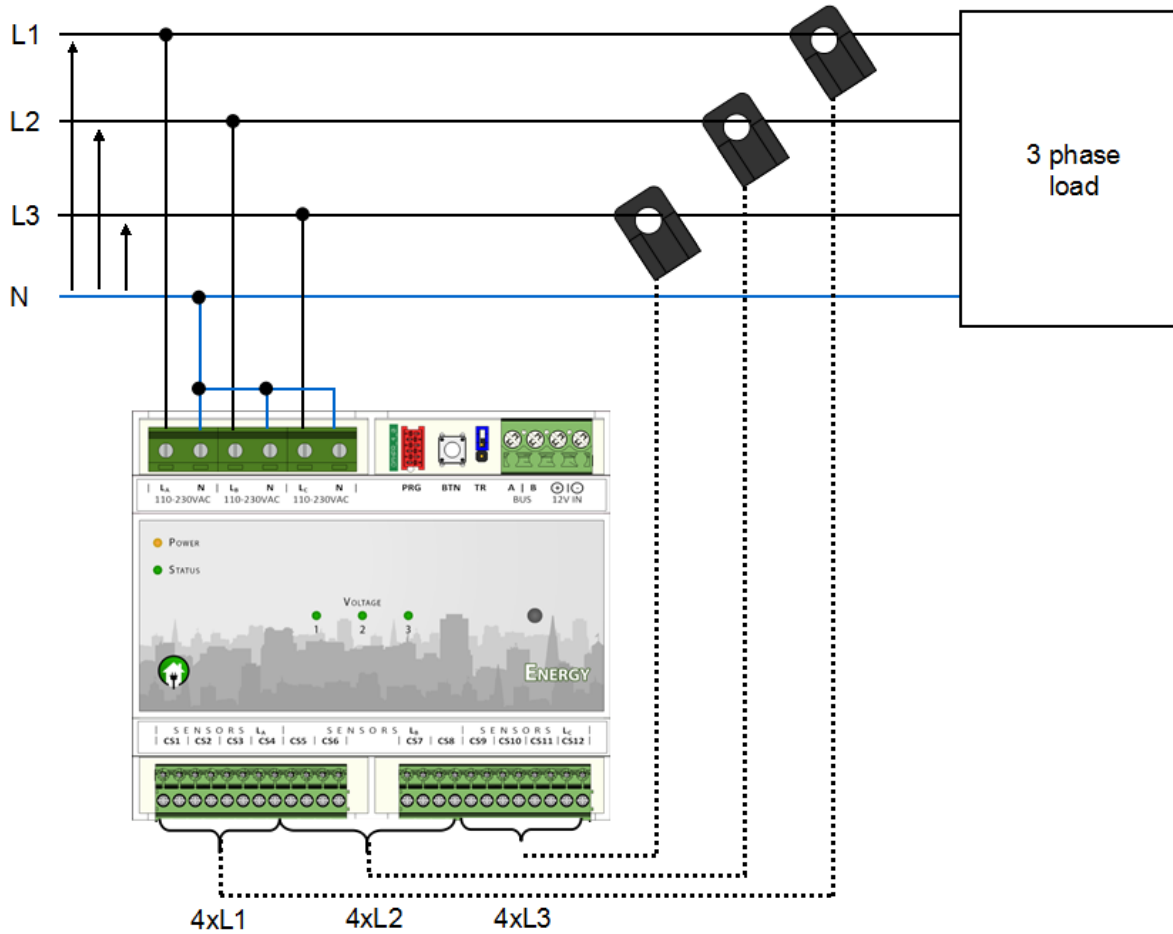 L1
L2
L3
N
3 phase
load
| LA N | LB N | LC N |
110-230VAC | 110-230VAC | 110-230VAC
PRG BTN TR A | B + | -
BUS 12V IN
POWER
STATUS
VOLTAGE
1 2 3
ENERGY
| SENSORS LA | SENSORS LB | SENSORS LC |
| CS1 | CS2 | CS3 | CS4 | CS5 | CS6 | CS7 | CS8 | CS9 | CS10 | CS11 | CS12 |
4xL1 4xL2 4xL3